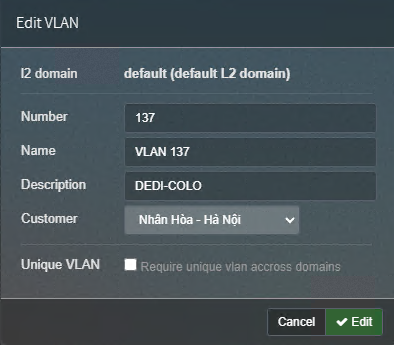 Edit VLAN
l2 domain default (default L2 domain)
Number 137
Name VLAN 137
Description DEDI-COLO
Customer Nhân Hòa - Hà Nội
Unique VLAN Require unique vlan accross domains
Cancel Edit